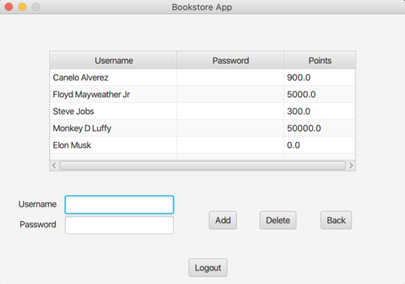 Bookstore App
Username Password Points
Canelo Alverez 900.0
Floyd Mayweather Jr 5000.0
Steve Jobs 300.0
Monkey D Luffy 50000.0
Elon Musk 0.0
Username
Password
Add Delete Back
Logout